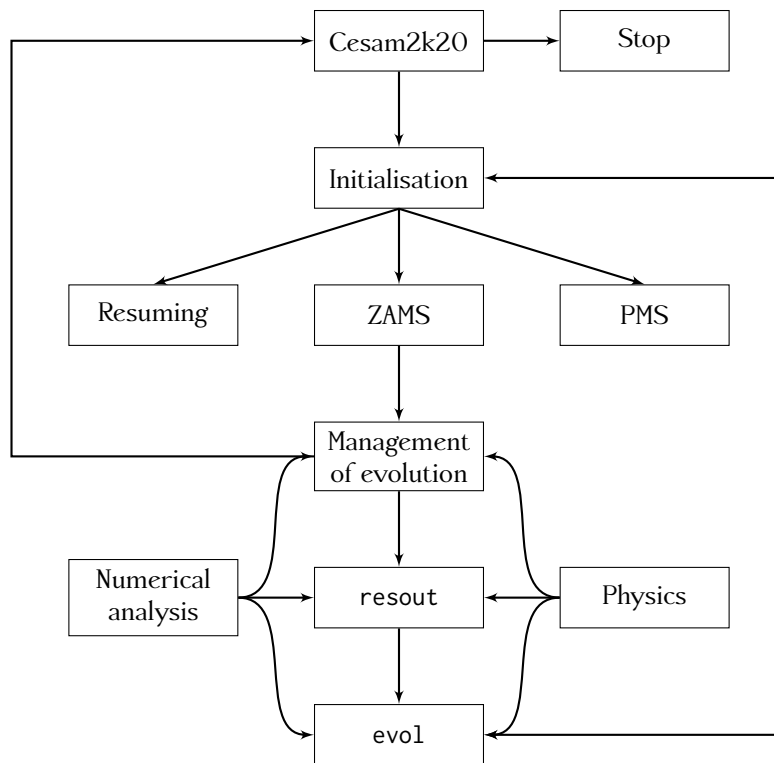 Cesam2k20
Stop
Initialisation
Resuming
ZAMS
PMS
Management
of evolution
Numerical
analysis
resout
Physics
evol